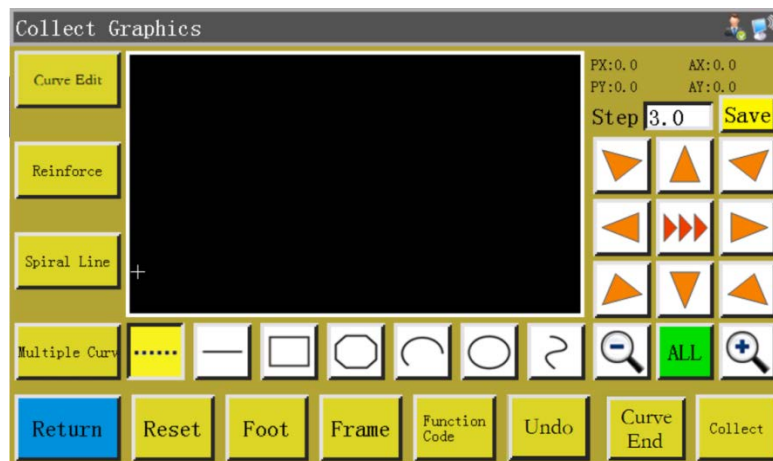 Collect Graphics
Curve Edit
PX:0.0 AX:0.0
PY:0.0 AY:0.0
Step 3.0 Save
Reinforce
Spiral Line
Multiple Curv
ALL
Return Reset Foot Frame Function Code Undo Curve End Collect